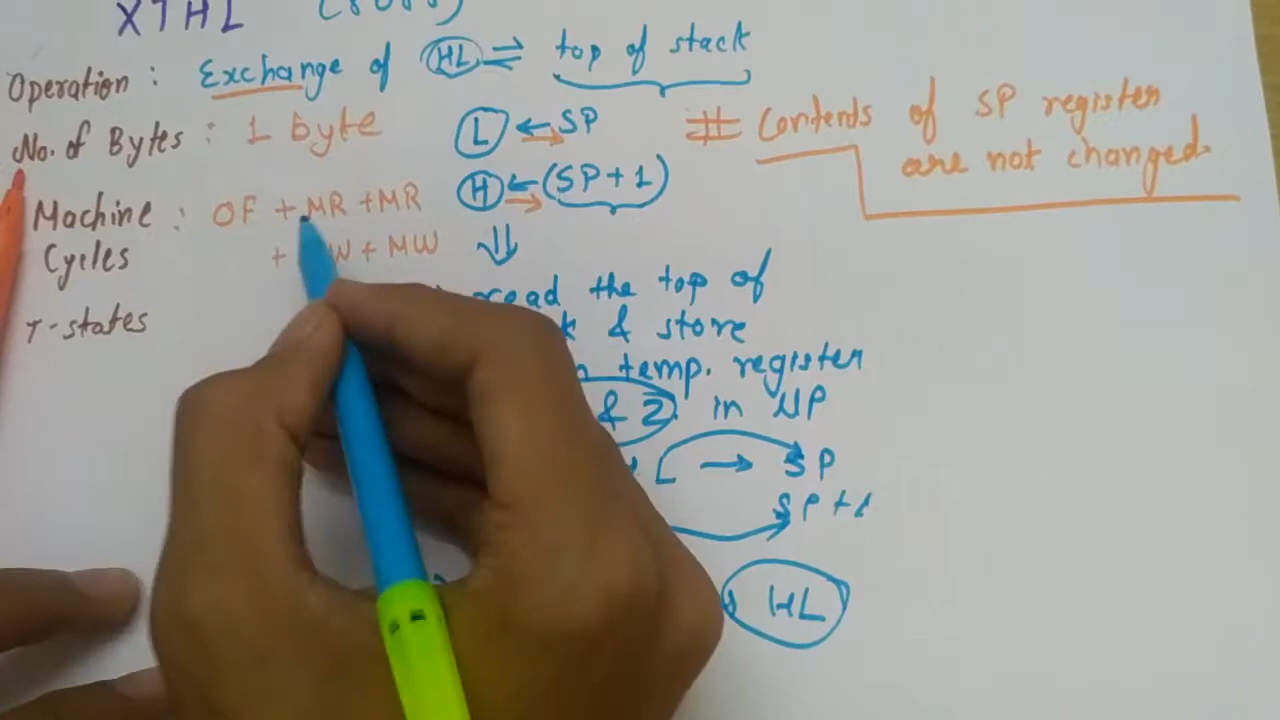 XTHL (8085)
Operation : Exchange of HL ⇌ top of stack
No. of Bytes : 1 byte
L ← SP
H ← (SP+1)
# Contents of SP register
are not changed
Machine : OF + MR + MR
Cycles + W + MW
T-states
⇓
read the top of
k & store
n temp. register
& Z in μP
L → SP
SP+1
HL